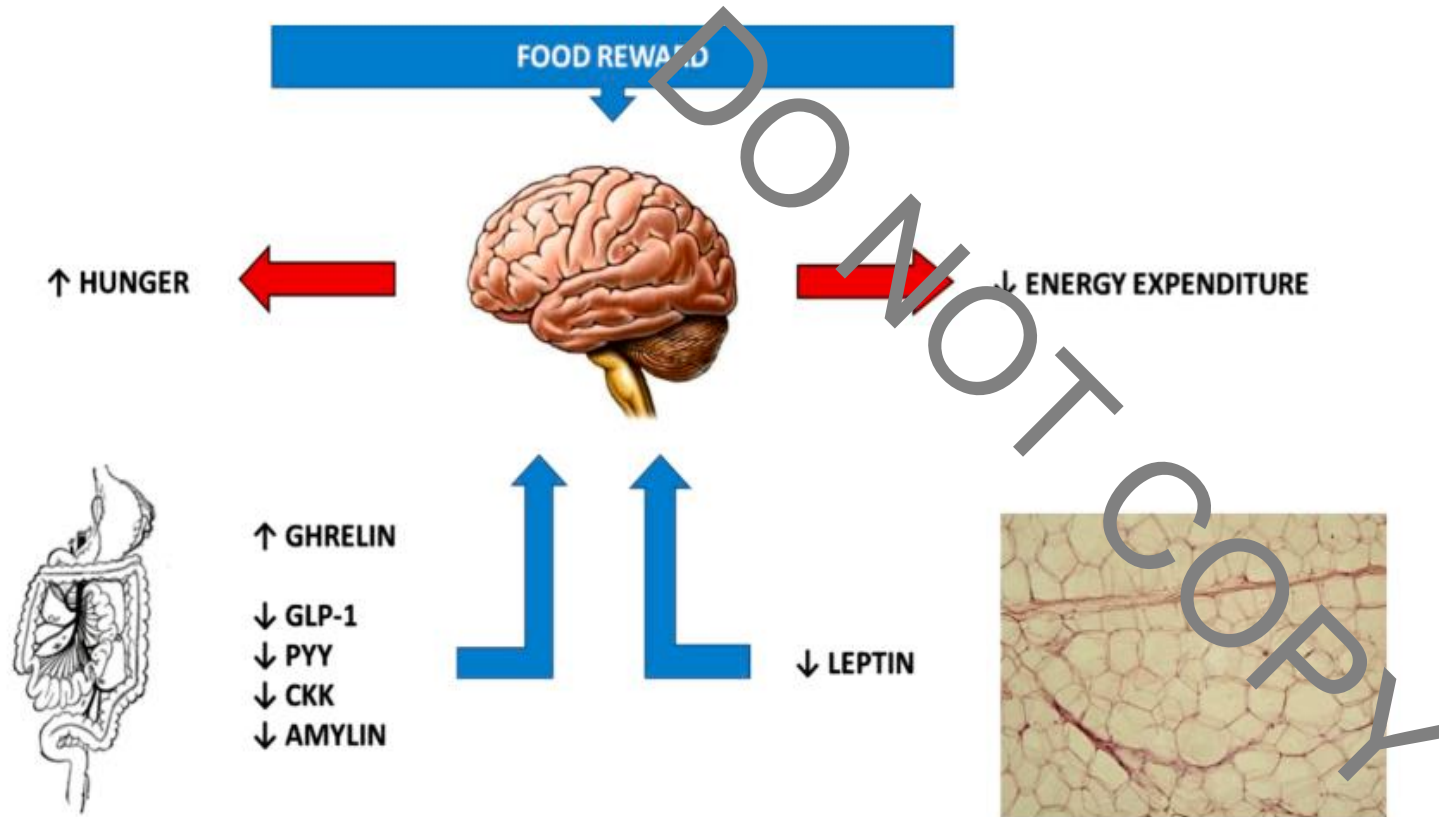 FOOD REWARD
↑ HUNGER
↓ ENERGY EXPENDITURE
↑ GHRELIN
↓ GLP-1
↓ PYY
↓ CKK
↓ AMYLIN
↓ LEPTIN
DO NOT COPY